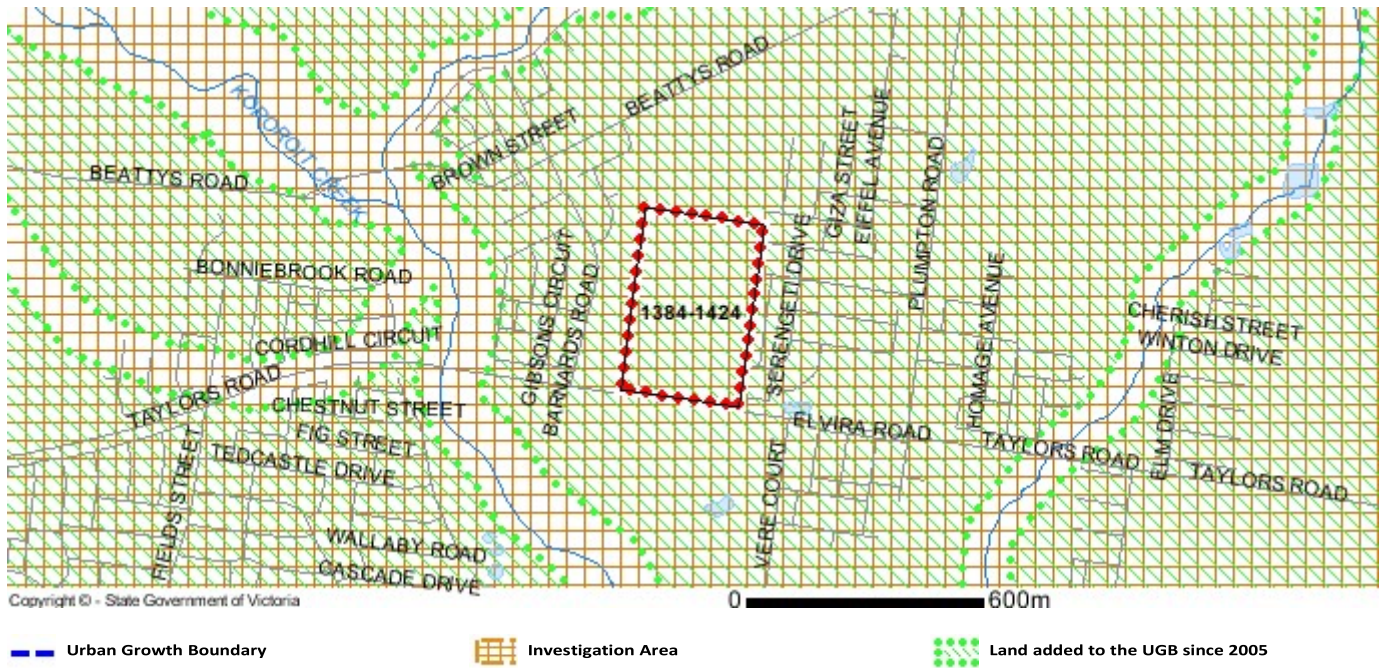 BEATTYS ROAD
BROWN STREET
KOROROIT CREEK
GIZA STREET
EIFFEL AVENUE
PLUMPTON ROAD
BEATTYS ROAD
BONNIEBROOK ROAD
GIBSONS CIRCUIT
BARNARDS ROAD
1384-1424
SERENGETI DRIVE
HOMAGE AVENUE
CHERISH STREET
WINTON DRIVE
CORDHILL CIRCUIT
TAYLORS ROAD
CHESTNUT STREET
FIG STREET
TEDCASTLE DRIVE
FIELDS STREET
ELVIRA ROAD
TAYLORS ROAD
ELM DRIVE
TAYLORS ROAD
VERE COURT
WALLABY ROAD
CASCADE DRIVE
Copyright © - State Government of Victoria
0 600m
Urban Growth Boundary
Investigation Area
Land added to the UGB since 2005